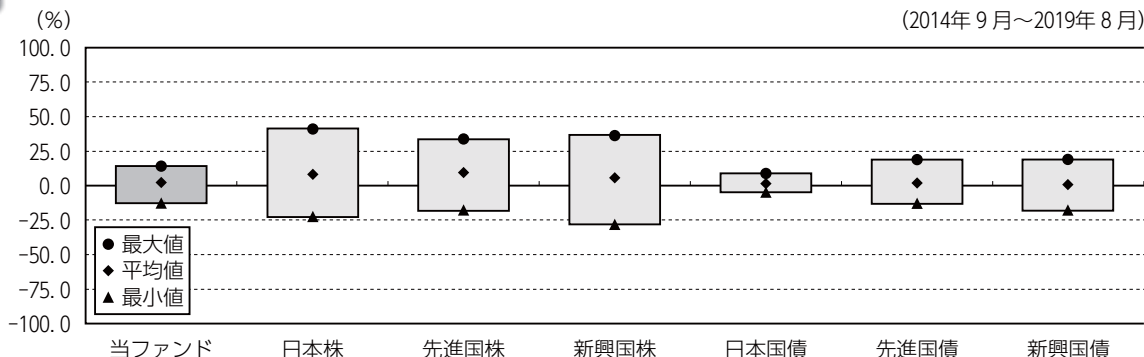 (%)
(2014年9月～2019年8月)
100.0
75.0
50.0
25.0
0.0
-25.0
-50.0
-75.0
-100.0
● 最大値
◆ 平均値
▲ 最小値
当ファンド 日本株 先進国株 新興国株 日本国債 先進国債 新興国債